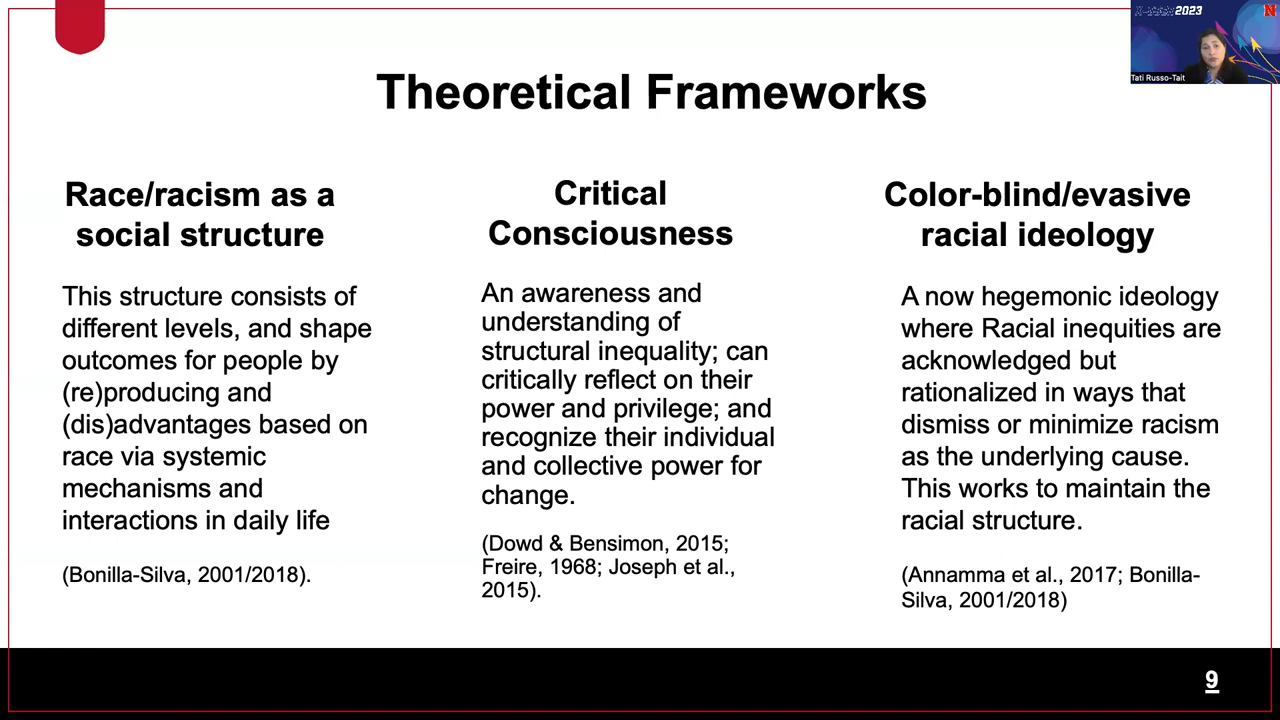 2023
N
Tati Russo-Tait
Theoretical Frameworks
Race/racism as a
social structure
This structure consists of
different levels, and shape
outcomes for people by
(re)producing and
(dis)advantages based on
race via systemic
mechanisms and
interactions in daily life
(Bonilla-Silva, 2001/2018).
Critical
Consciousness
An awareness and
understanding of
structural inequality; can
critically reflect on their
power and privilege; and
recognize their individual
and collective power for
change.
(Dowd & Bensimon, 2015;
Freire, 1968; Joseph et al.,
2015).
Color-blind/evasive
racial ideology
A now hegemonic ideology
where Racial inequities are
acknowledged but
rationalized in ways that
dismiss or minimize racism
as the underlying cause.
This works to maintain the
racial structure.
(Annamma et al., 2017; Bonilla-
Silva, 2001/2018)
9